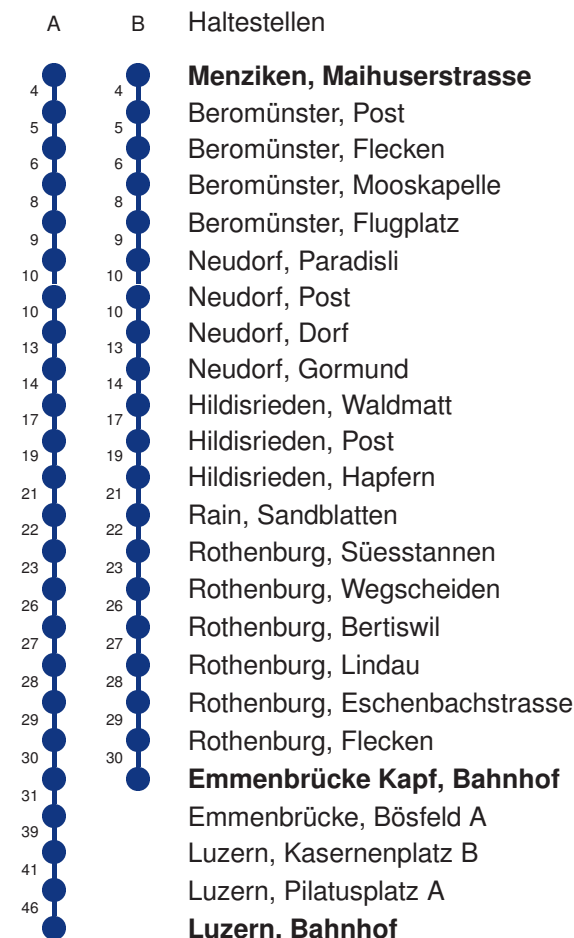 A B Haltestellen
Menziken, Maihuserstrasse
4 4
Beromünster, Post
5 5
Beromünster, Flecken
6 6
Beromünster, Mooskapelle
8 8
Beromünster, Flugplatz
9 9
Neudorf, Paradisli
10 10
Neudorf, Post
10 10
Neudorf, Dorf
13 13
Neudorf, Gormund
14 14
Hildisrieden, Waldmatt
17 17
Hildisrieden, Post
19 19
Hildisrieden, Hapfern
21 21
Rain, Sandblatten
22 22
Rothenburg, Süesstannen
23 23
Rothenburg, Wegscheiden
26 26
Rothenburg, Bertiswil
27 27
Rothenburg, Lindau
28 28
Rothenburg, Eschenbachstrasse
29 29
Rothenburg, Flecken
30 30
Emmenbrücke Kapf, Bahnhof
31
Emmenbrücke, Bösfeld A
39
Luzern, Kasernenplatz B
41
Luzern, Pilatusplatz A
46
Luzern, Bahnhof